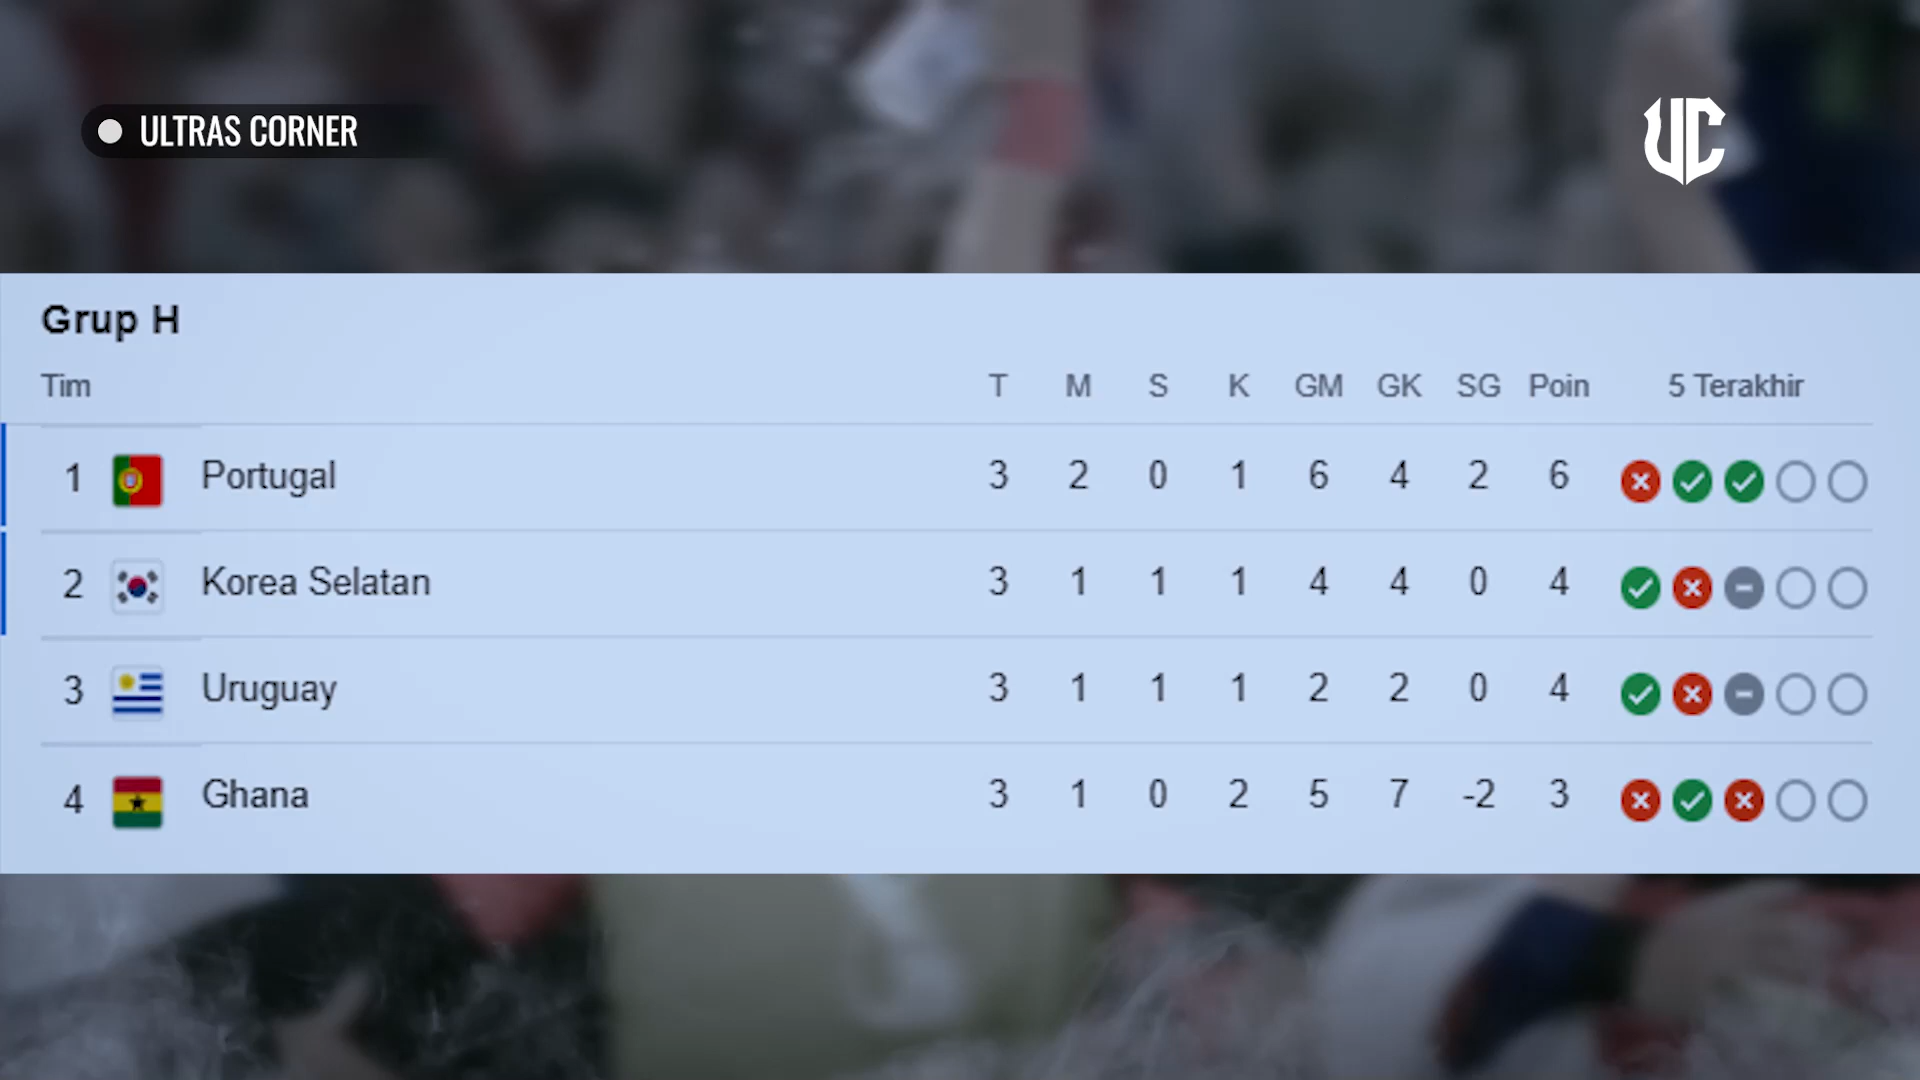 ULTRAS CORNER
UC
Grup H
Tim T M S K GM GK SG Poin 5 Terakhir
1 Portugal 3 2 0 1 6 4 2 6
2 Korea Selatan 3 1 1 1 4 4 0 4
3 Uruguay 3 1 1 1 2 2 0 4
4 Ghana 3 1 0 2 5 7 -2 3